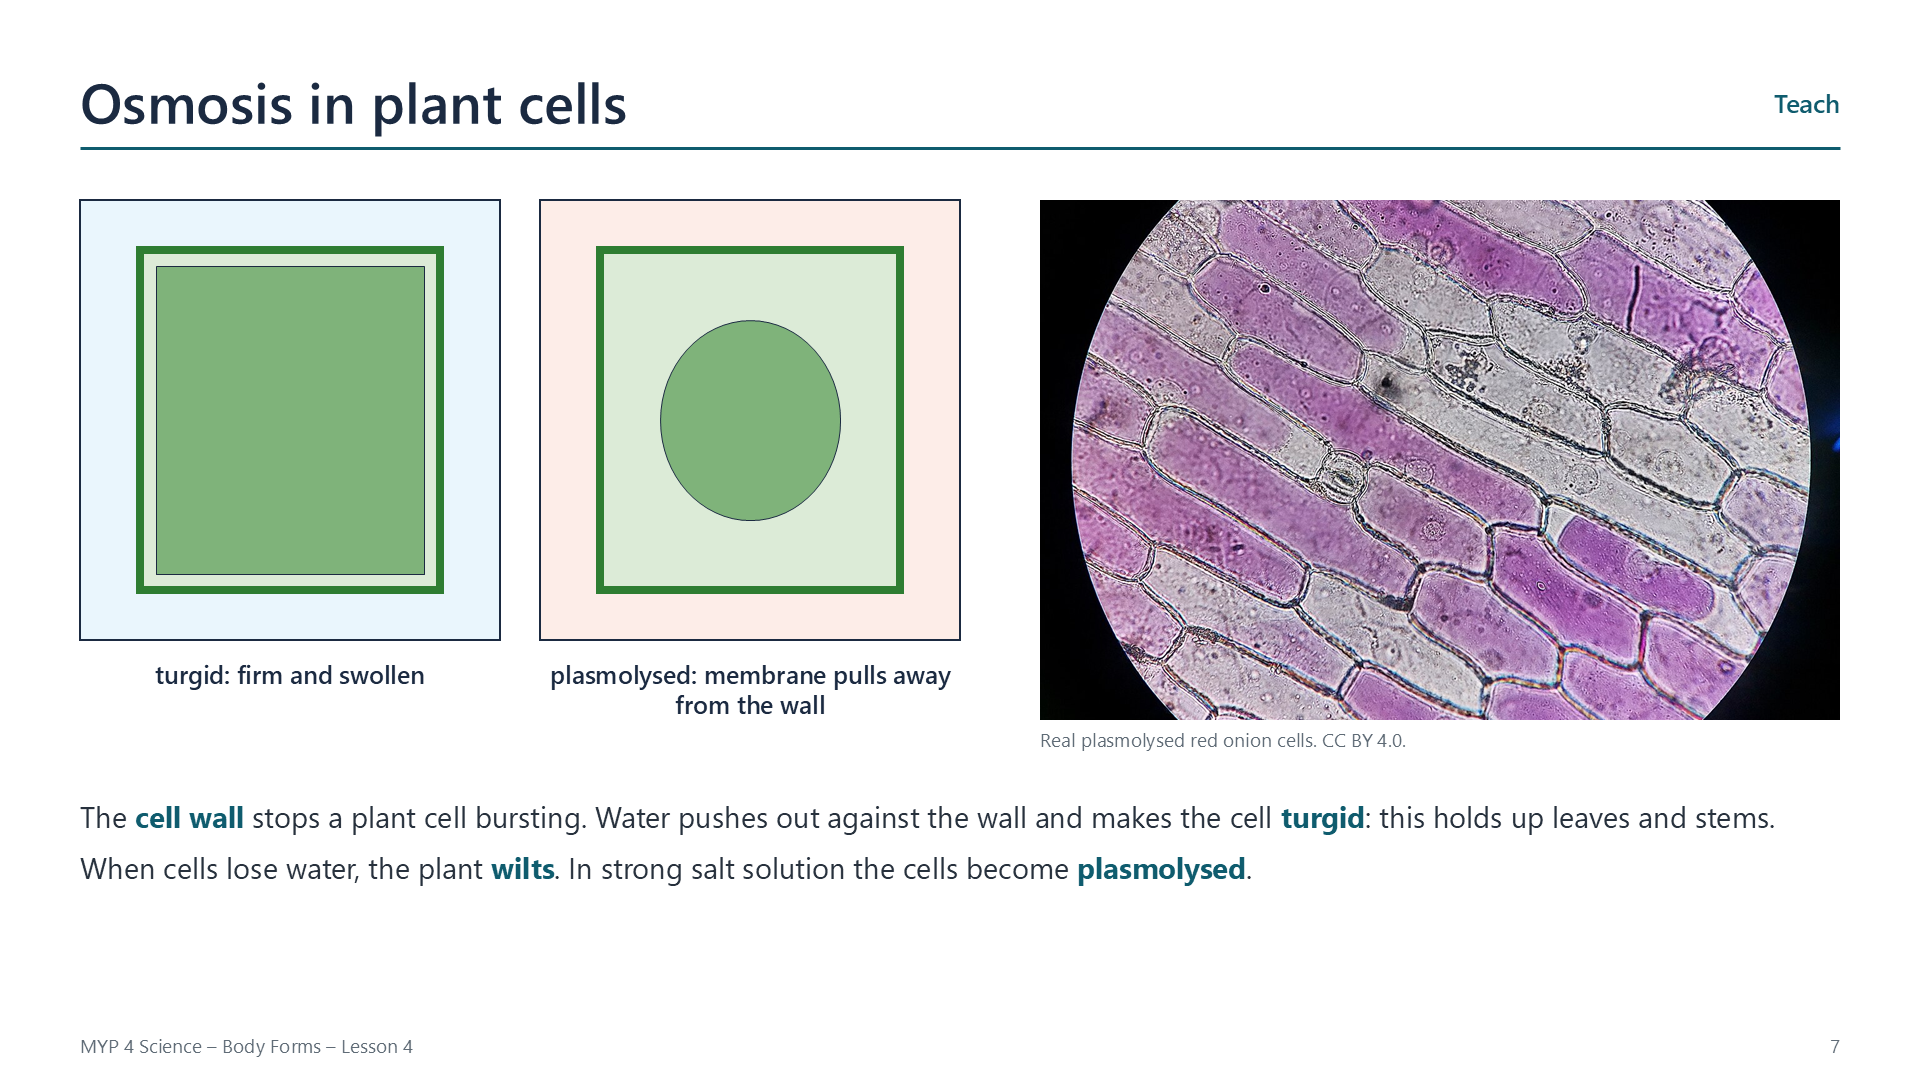 Osmosis in plant cells
Teach
turgid: firm and swollen
plasmolysed: membrane pulls away
from the wall
Real plasmolysed red onion cells. CC BY 4.0.
The cell wall stops a plant cell bursting. Water pushes out against the wall and makes the cell turgid: this holds up leaves and stems.
When cells lose water, the plant wilts. In strong salt solution the cells become plasmolysed.
MYP 4 Science – Body Forms – Lesson 4
7